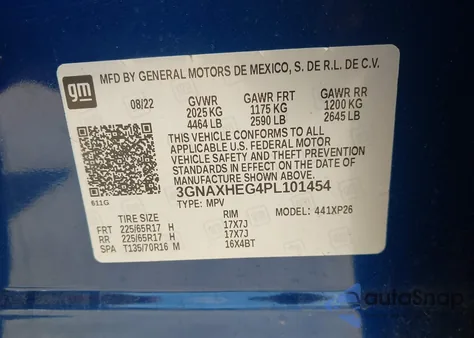 gm
MFD BY GENERAL MOTORS DE MEXICO, S. DE R.L. DE C.V.
08/22 GVWR GAWR FRT GAWR RR
2025 KG 1175 KG 1200 KG
4464 LB 2590 LB 2645 LB
THIS VEHICLE CONFORMS TO ALL
APPLICABLE U.S. FEDERAL MOTOR
VEHICLE SAFETY AND THEFT PREVENTION
STANDARDS IN EFFECT ON THE DATE OF
MANUFACTURE SHOWN ABOVE.
611G 3GNAXHEG4PL101454
TYPE: MPV
TIRE SIZE RIM MODEL: 441XP26
FRT 225/65R17 H 17X7J
RR 225/65R17 H 17X7J
SPA T135/70R16 M 16X4BT
autoSnap